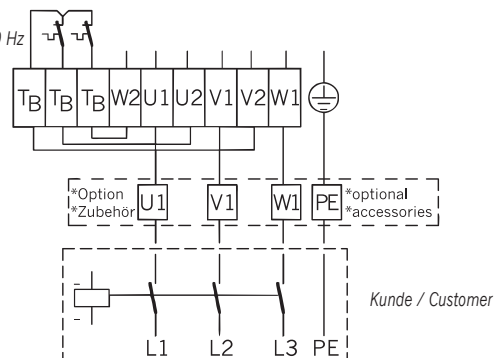 Hz
TB TB TB W2 U1 U2 V1 V2 W1
*Option
*Zubehör
U1 V1 W1 PE
*optional
*accessories
Kunde / Customer
L1 L2 L3 PE